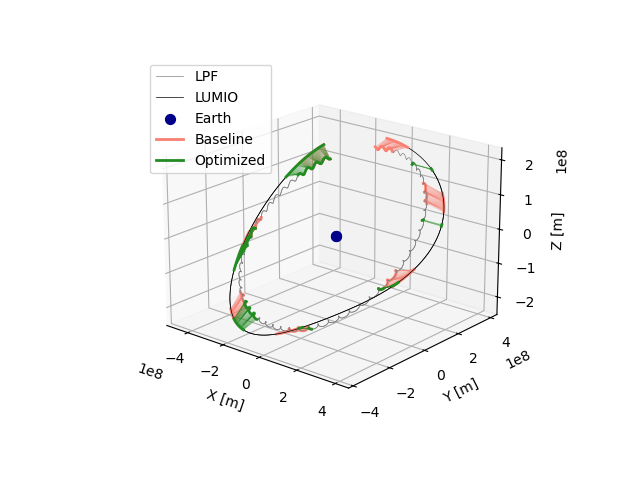 LPF
LUMIO
Earth
Baseline
Optimized
1e8
2
1
0
−1
−2
Z [m]
1e8
−4
−2
0
2
4
X [m]
−4
−2
0
2
4
Y [m]
1e8